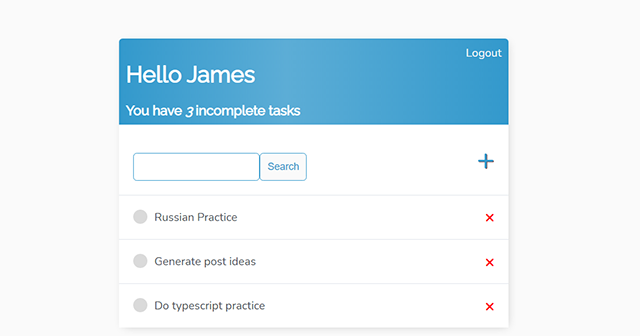 Logout
Hello James
You have 3 incomplete tasks
Search
Russian Practice
Generate post ideas
Do typescript practice